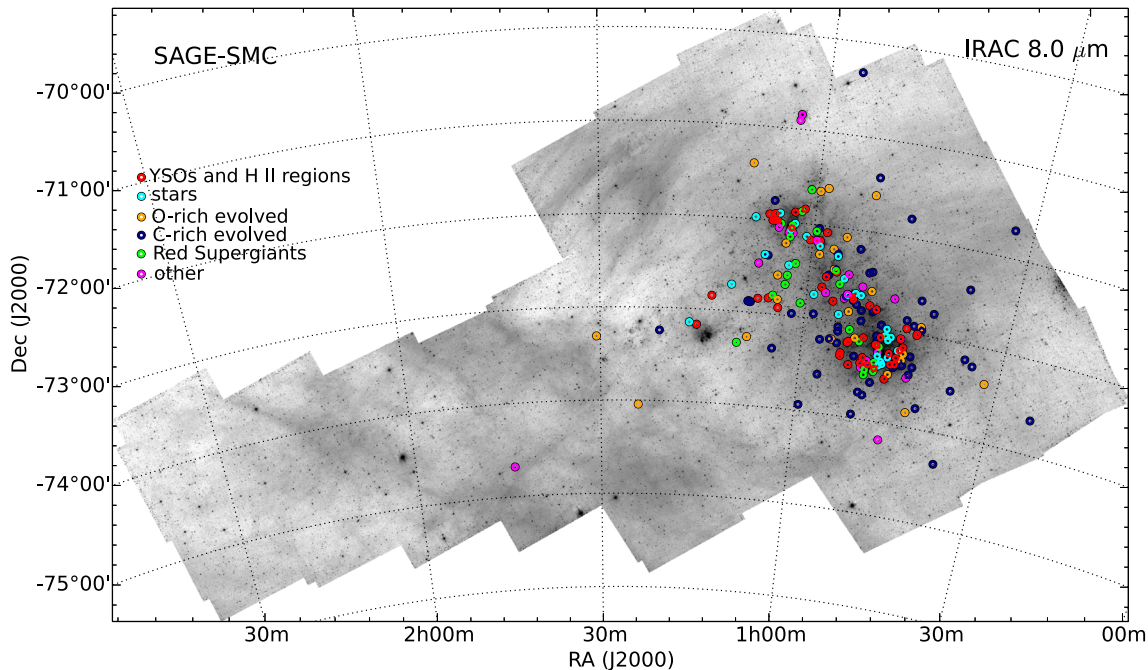 SAGE-SMC
IRAC 8.0 μm
-70°00'
-71°00'
-72°00'
-73°00'
-74°00'
-75°00'
Dec (J2000)
YSOs and H II regions
stars
O-rich evolved
C-rich evolved
Red Supergiants
other
30m
2h00m
30m
1h00m
30m
00m
RA (J2000)